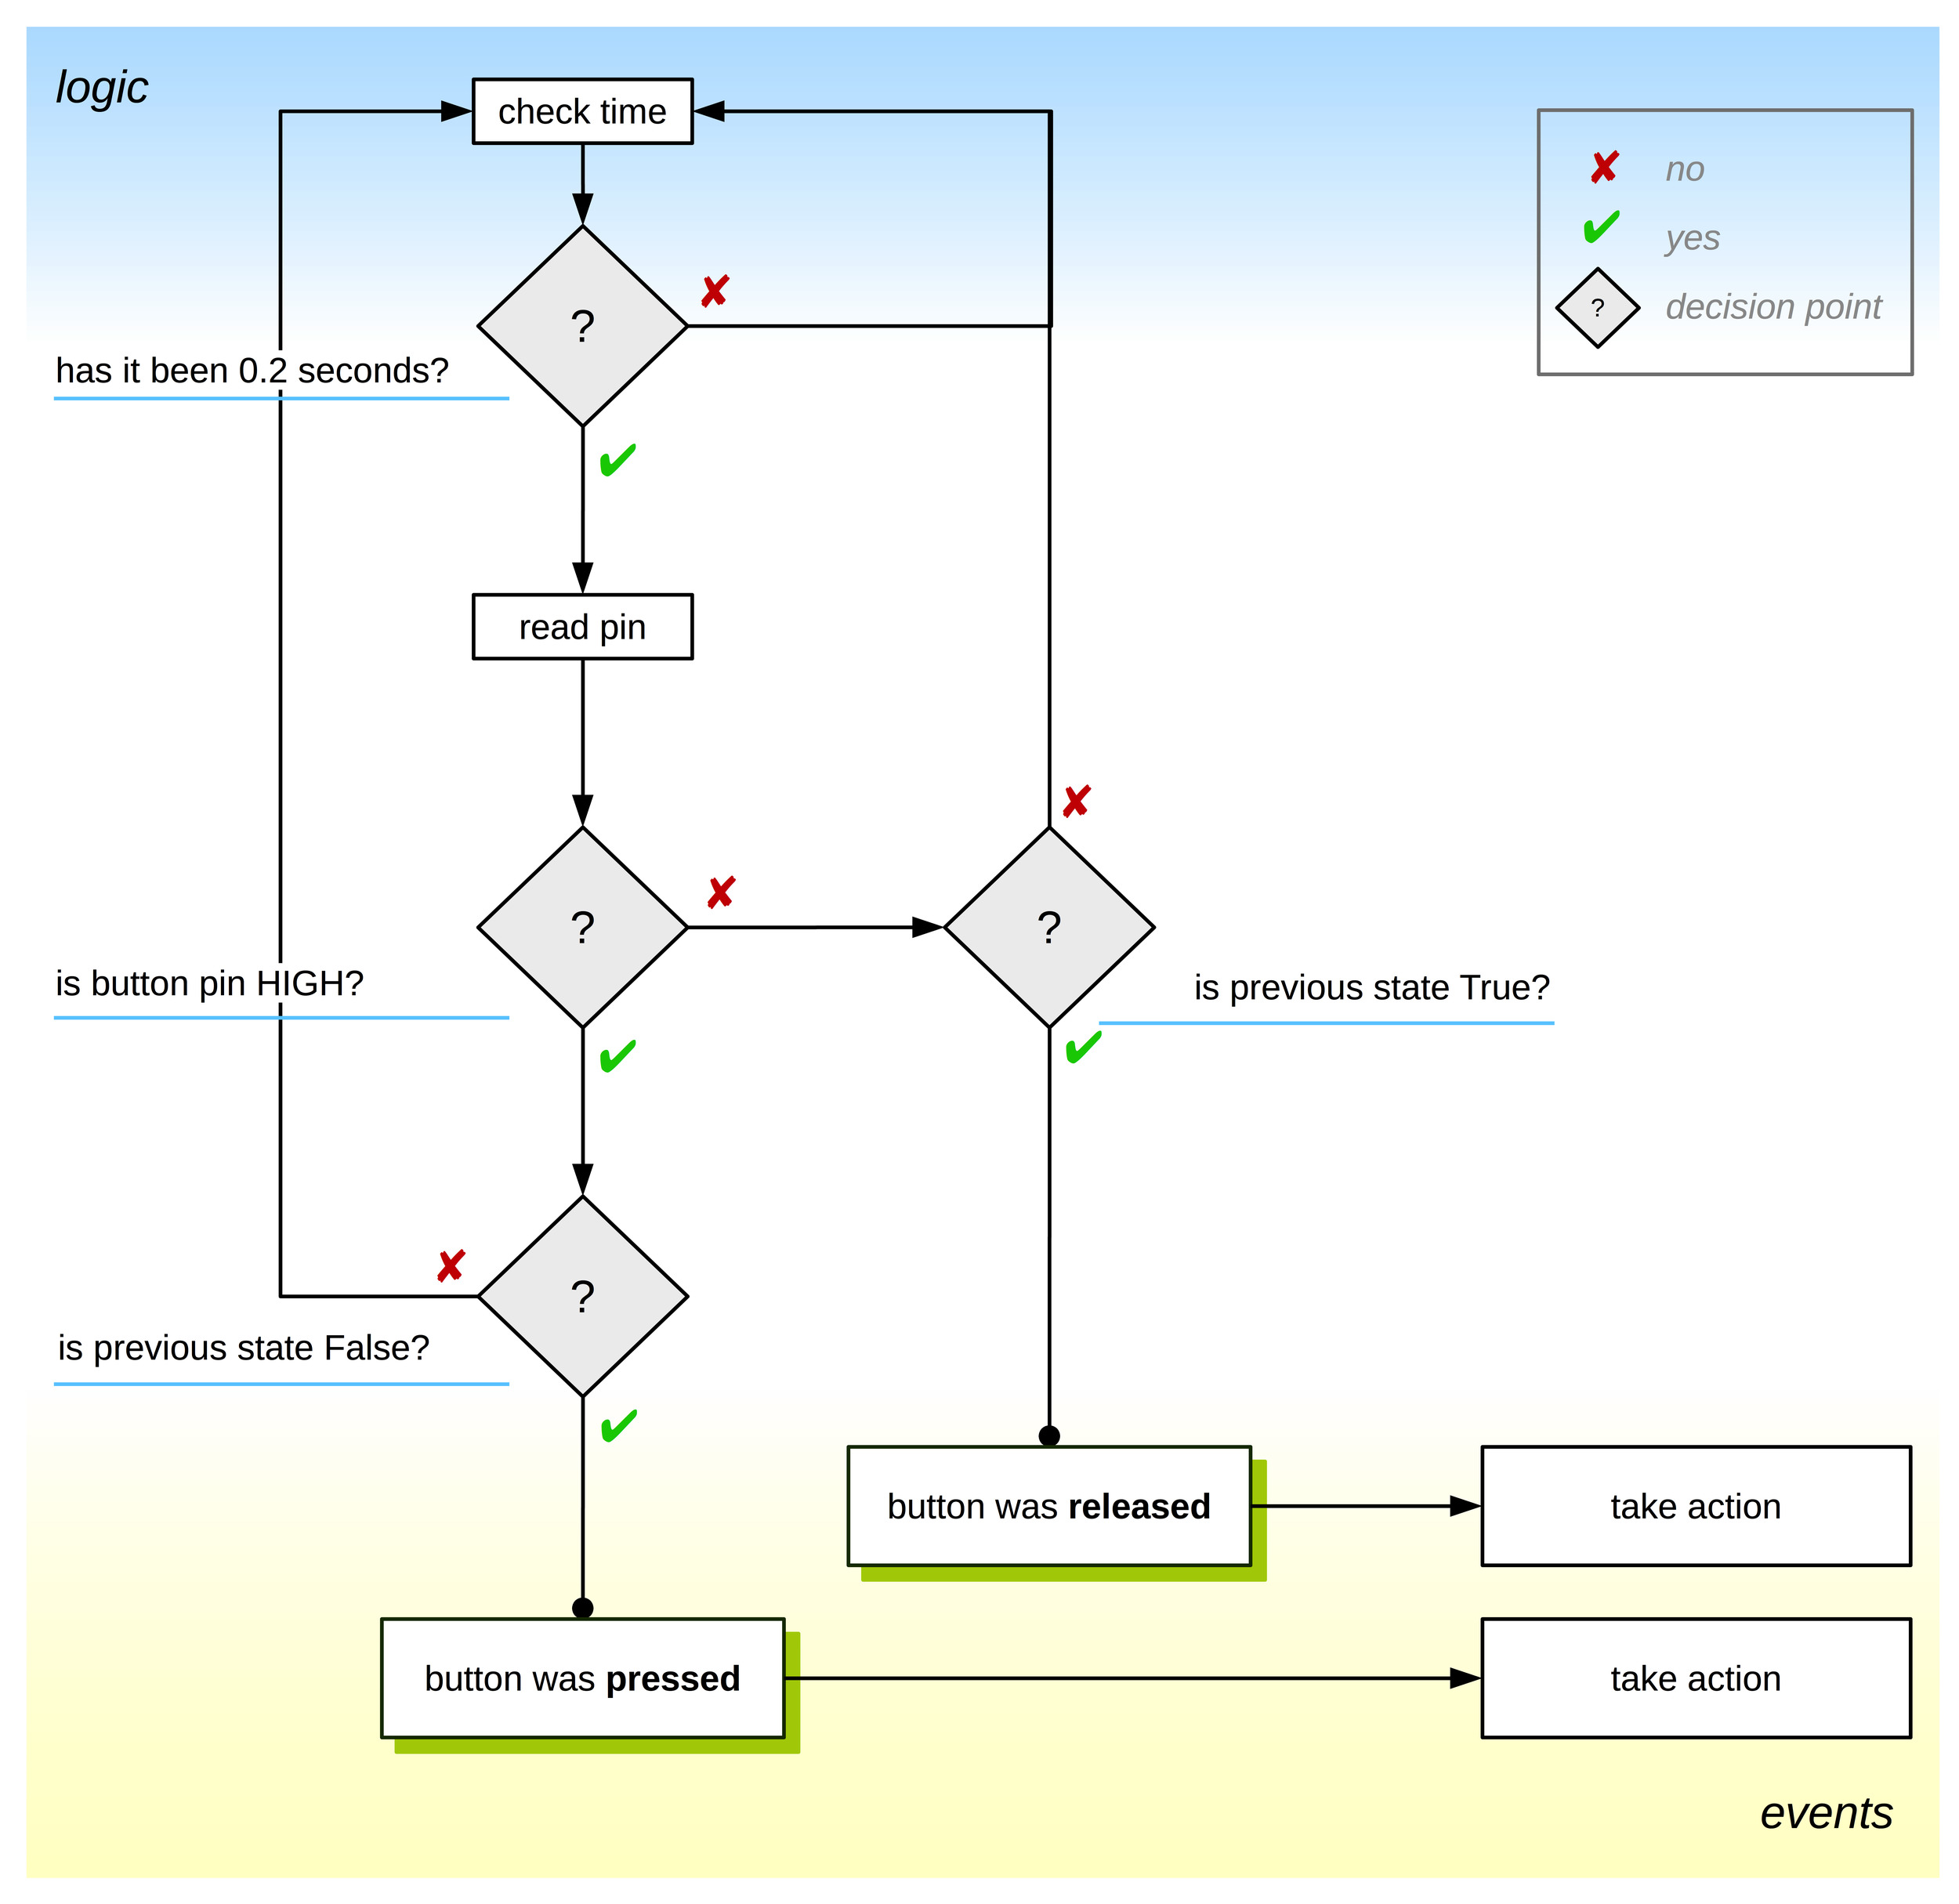 logic
check time
no
yes
? decision point
?
has it been 0.2 seconds?
read pin
?
?
is button pin HIGH?
is previous state True?
?
is previous state False?
button was released
take action
button was pressed
take action
events